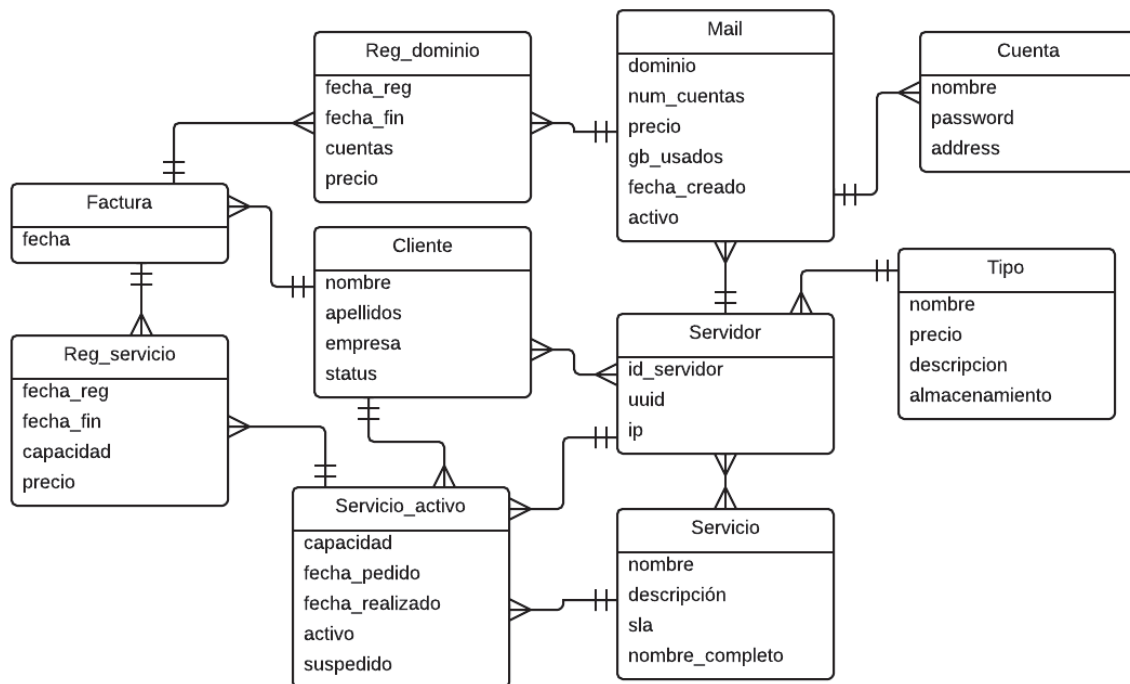 Reg_dominio
fecha_reg
fecha_fin
cuentas
precio
Mail
dominio
num_cuentas
precio
gb_usados
fecha_creado
activo
Cuenta
nombre
password
address
Factura
fecha
Cliente
nombre
apellidos
empresa
status
Tipo
nombre
precio
descripcion
almacenamiento
Servidor
id_servidor
uuid
ip
Reg_servicio
fecha_reg
fecha_fin
capacidad
precio
Servicio_activo
capacidad
fecha_pedido
fecha_realizado
activo
suspedido
Servicio
nombre
descripción
sla
nombre_completo